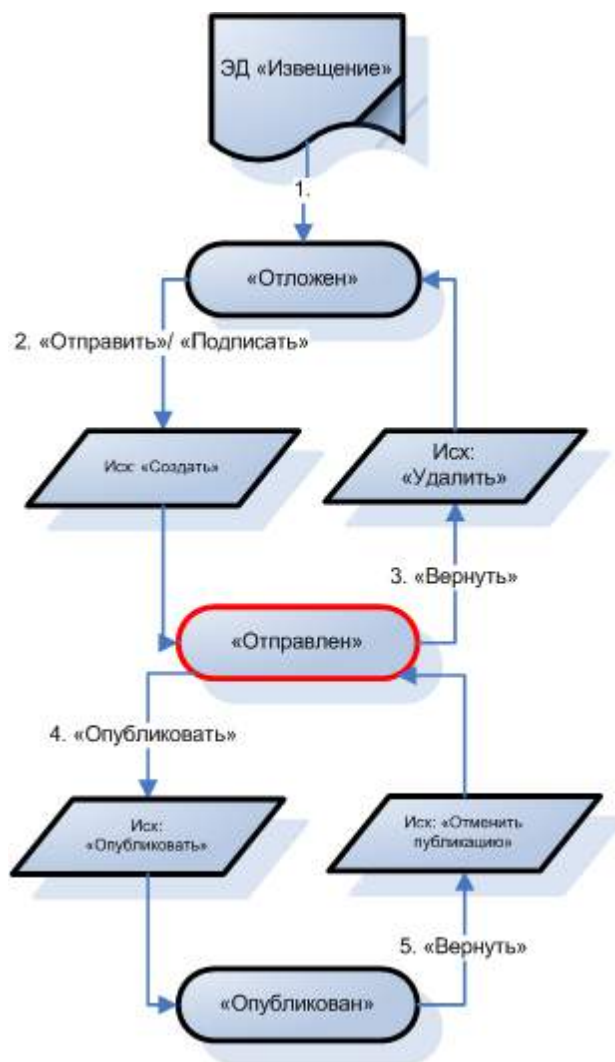 ЭД «Извещение»
1.
«Отложен»
2. «Отправить»/ «Подписать»
Исх: «Создать»
Исх:
«Удалить»
3. «Вернуть»
«Отправлен»
4. «Опубликовать»
Исх:
«Опубликовать»
Исх: «Отменить
публикацию»
5. «Вернуть»
«Опубликован»